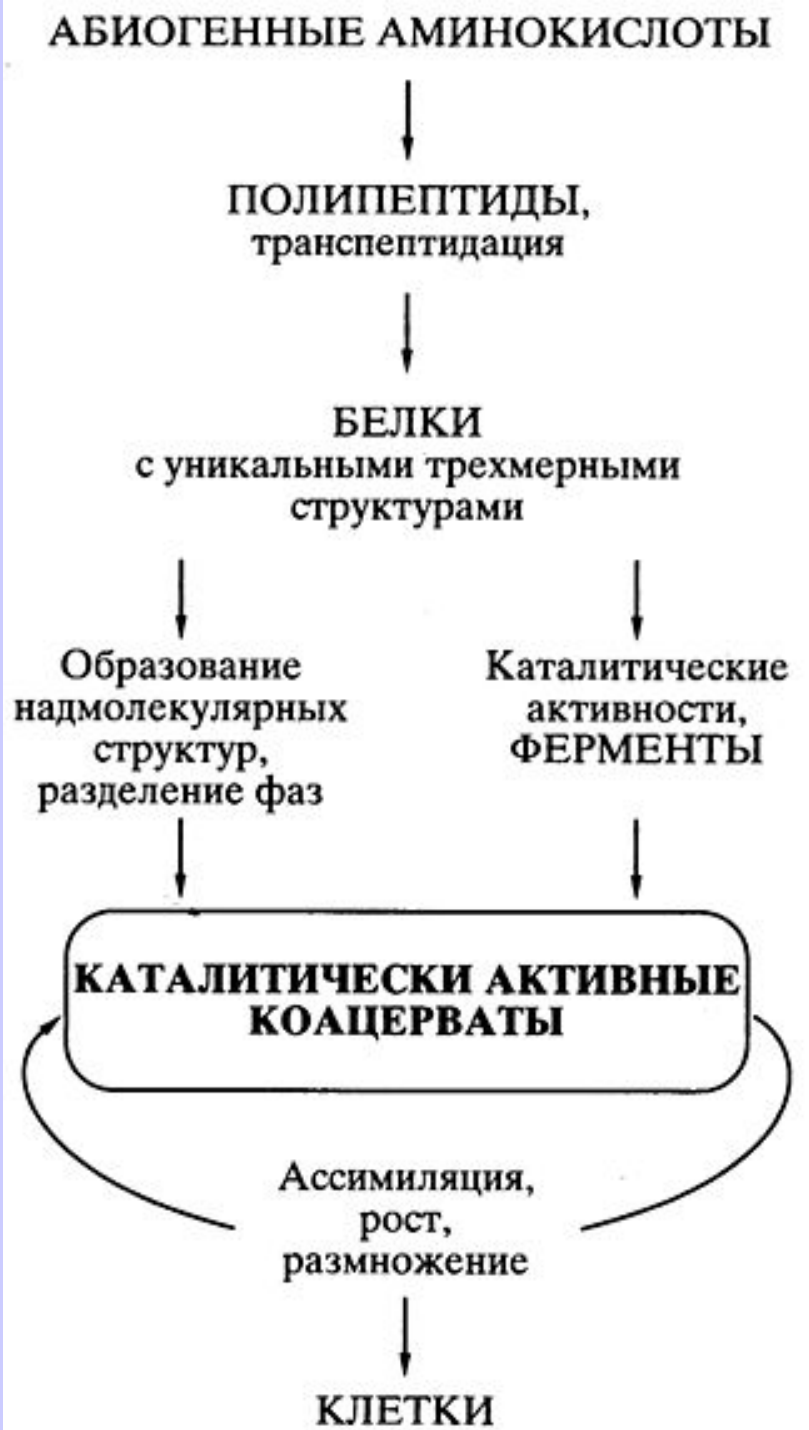 АБИОГЕННЫЕ АМИНОКИСЛОТЫ
ПОЛИПЕПТИДЫ,
транспептидация
БЕЛКИ
с уникальными трехмерными
структурами
Образование
надмолекулярных
структур,
разделение фаз
Каталитические
активности,
ФЕРМЕНТЫ
КАТАЛИТИЧЕСКИ АКТИВНЫЕ
КОАЦЕРВАТЫ
Ассимиляция,
рост,
размножение
КЛЕТКИ